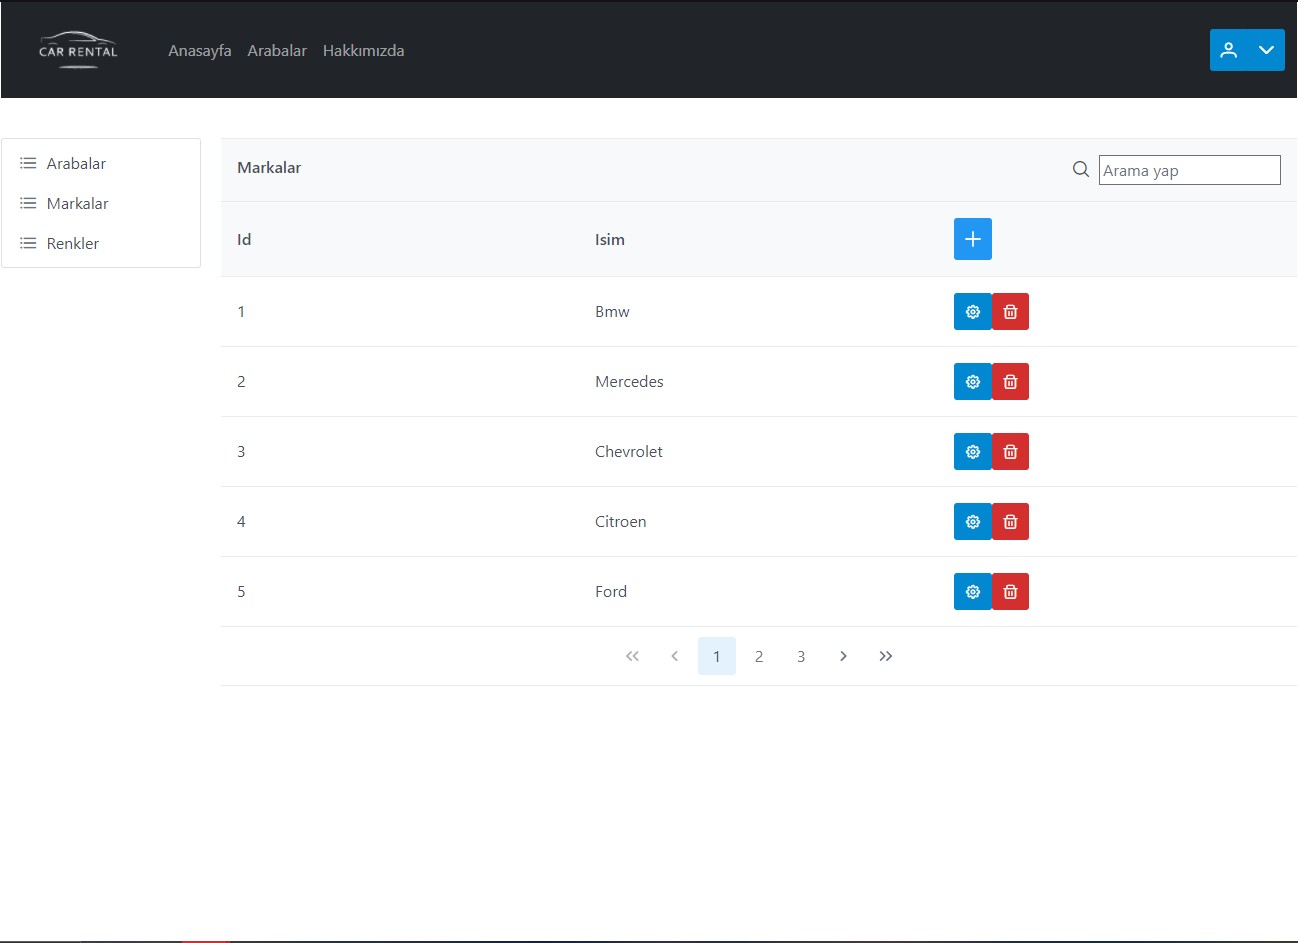 CAR RENTAL
Anasayfa Arabalar Hakkımızda
Arabalar
Markalar
Renkler
Markalar
Arama yap
Id Isim
1 Bmw
2 Mercedes
3 Chevrolet
4 Citroen
5 Ford
1 2 3